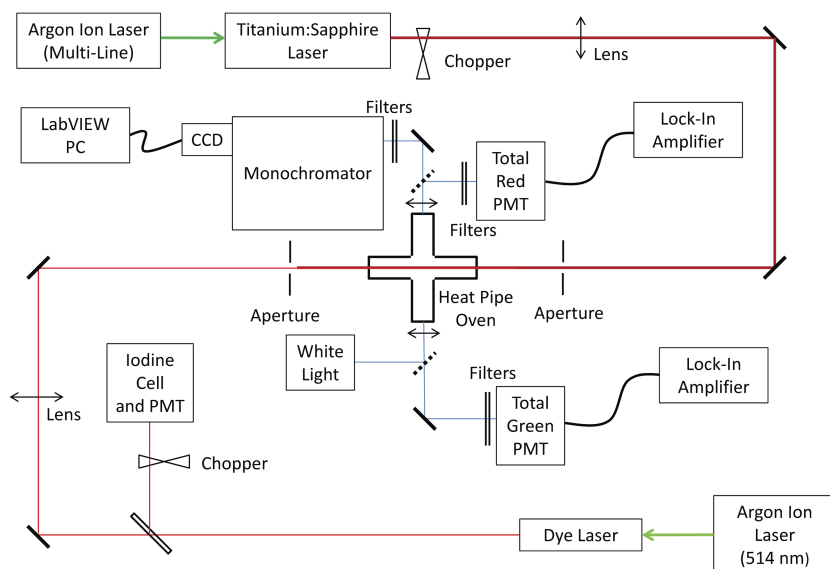 Argon Ion Laser
(Multi-Line)
Titanium:Sapphire
Laser
Chopper
Lens
LabVIEW
PC
CCD
Monochromator
Filters
Total
Red
PMT
Lock-In
Amplifier
Filters
Aperture
Heat Pipe
Oven
Aperture
White
Light
Iodine
Cell
and PMT
Lens
Filters
Total
Green
PMT
Lock-In
Amplifier
Chopper
Dye Laser
Argon Ion
Laser
(514 nm)